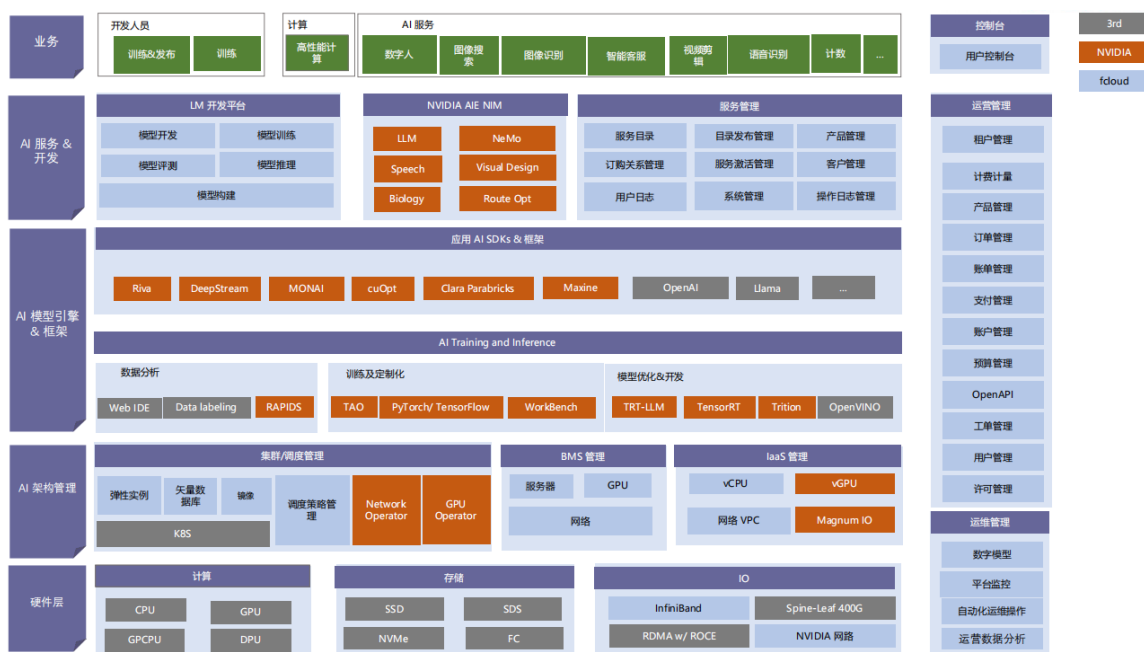 业务
开发人员
训练&发布
训练
计算
高性能计
算
AI 服务
数字人
图像搜
索
图像识别
智能客服
视频剪
辑
语音识别
计数
...
控制台
用户控制台
3rd
NVIDIA
fcloud
AI 服务 &
开发
LM 开发平台
模型开发
模型训练
模型评测
模型推理
模型构建
NVIDIA AIE NIM
LLM
NeMo
Speech
Visual Design
Biology
Route Opt
服务管理
服务目录
目录发布管理
产品管理
订购关系管理
服务激活管理
客户管理
用户日志
系统管理
操作日志管理
AI 模型引擎
& 框架
应用 AI SDKs & 框架
Riva
DeepStream
MONAI
cuOpt
Clara Parabricks
Maxine
OpenAI
Llama
...
AI Training and Inference
数据分析
Web IDE
Data labeling
RAPIDS
训练及定制化
TAO
PyTorch/ TensorFlow
WorkBench
模型优化&开发
TRT-LLM
TensorRT
Trition
OpenVINO
AI 架构管理
集群/调度管理
弹性实例
矢量数
据库
镜像
K8S
调度策略管
理
Network
Operator
GPU
Operator
BMS 管理
服务器
GPU
网络
IaaS 管理
vCPU
vGPU
网络 VPC
Magnum IO
硬件层
计算
CPU
GPU
GPCPU
DPU
存储
SSD
SDS
NVMe
FC
IO
InfiniBand
Spine-Leaf 400G
RDMA w/ ROCE
NVIDIA 网络
运营管理
租户管理
计费计量
产品管理
订单管理
账单管理
支付管理
账户管理
预算管理
OpenAPI
工单管理
用户管理
许可管理
运维管理
数字模型
平台监控
自动化运维操作
运营数据分析